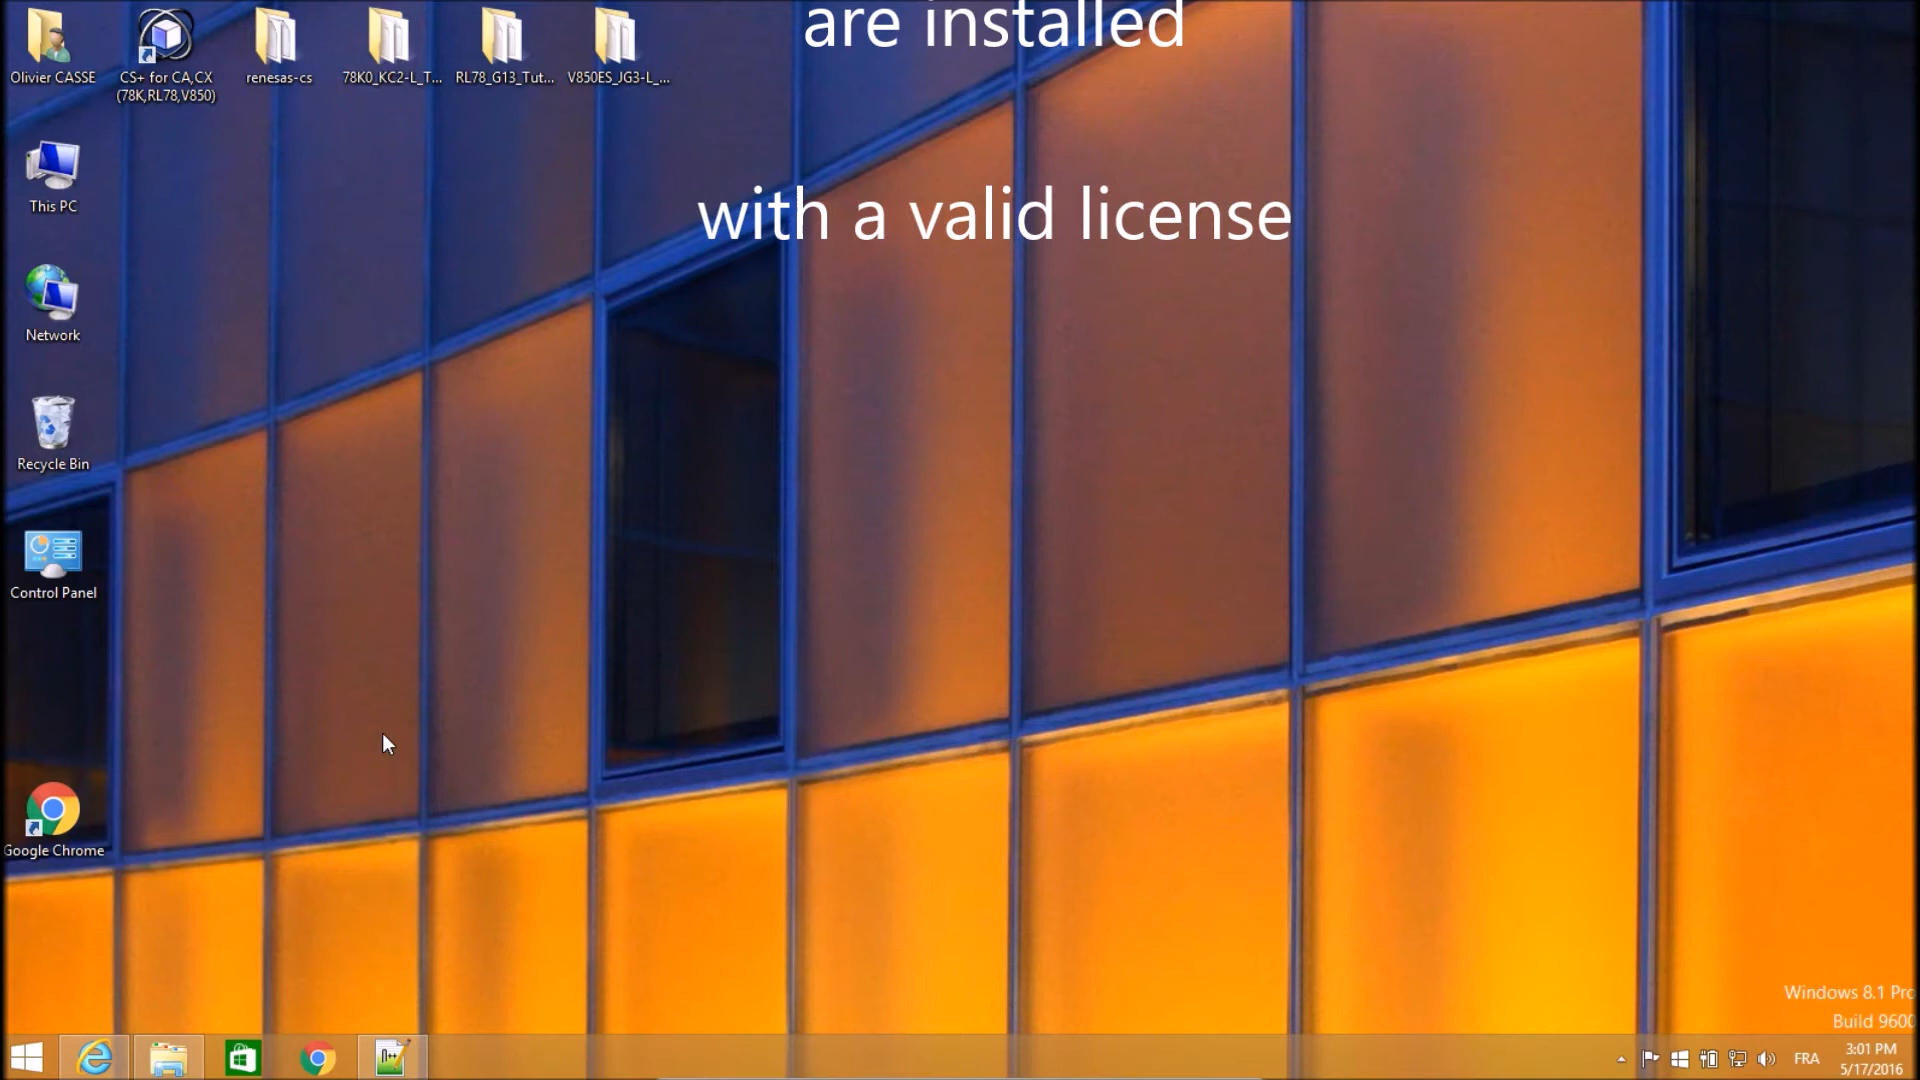 are installed
with a valid license
Olivier CASSE
CS+ for CA,CX
(78K,RL78,V850)
renesas-cs
78K0_KC2-L_T...
RL78_G13_Tut...
V850ES_JG3-L_...
This PC
Network
Recycle Bin
Control Panel
Google Chrome
Windows 8.1 Pro
Build 9600
FRA
3:01 PM
5/17/2016